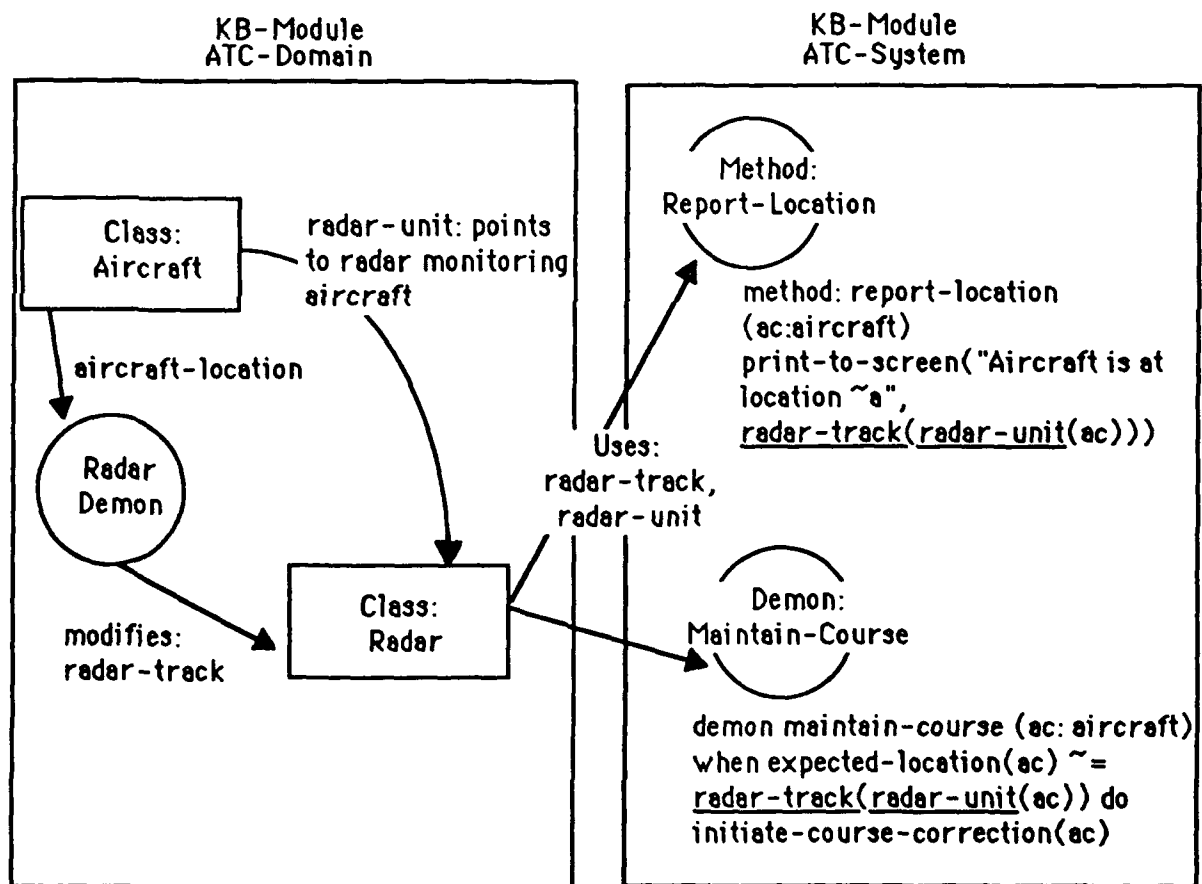 KB-Module
ATC-Domain
Class:
Aircraft
radar-unit: points
to radar monitoring
aircraft
aircraft-location
Radar
Demon
modifies:
radar-track
Class:
Radar
Uses:
radar-track,
radar-unit
KB-Module
ATC-System
Method:
Report-Location
method: report-location
(ac:aircraft)
print-to-screen("Aircraft is at
location ~a",
radar-track(radar-unit(ac)))
Demon:
Maintain-Course
demon maintain-course (ac: aircraft)
when expected-location(ac) ~=
radar-track(radar-unit(ac)) do
initiate-course-correction(ac)